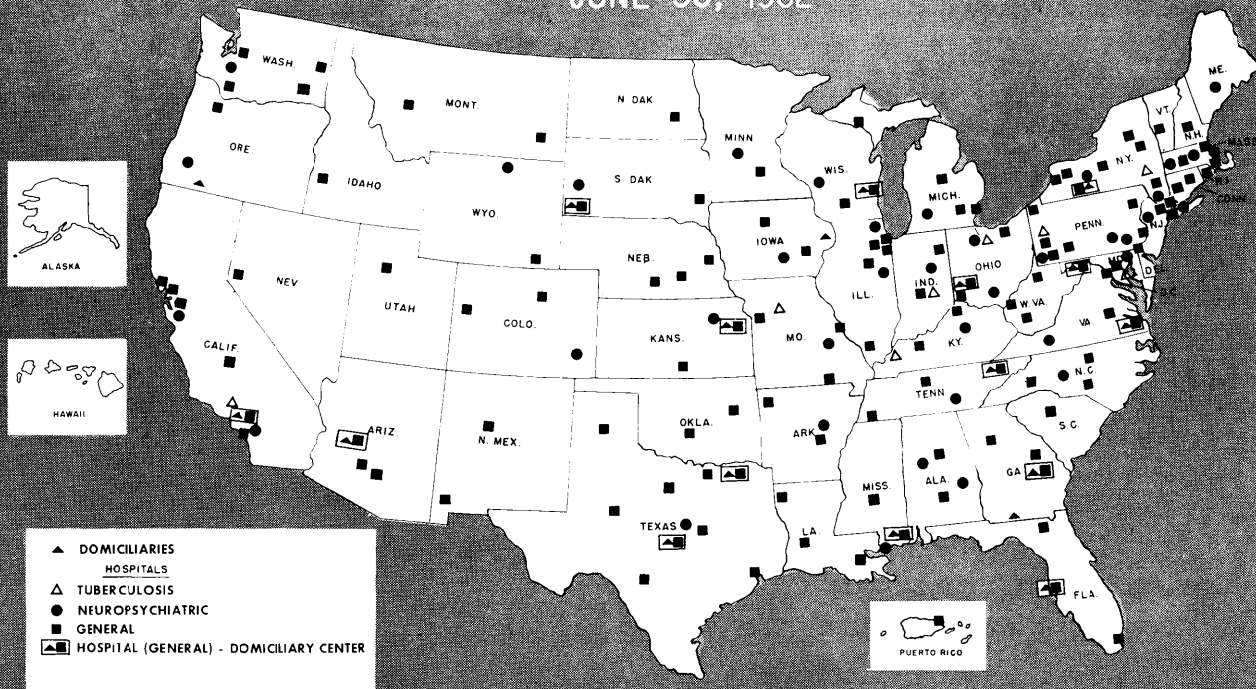 JUNE 30, 1962
WASH.
MONT.
N. DAK
MINN
ME.
VT.
N.H.
MASS
ORE.
IDAHO
S. DAK
WIS.
MICH.
N.Y.
CONN
WYO.
IOWA
PENN.
N.J.
ALASKA
NEV
NEB.
ILL.
IND.
OHIO
MD.
DEL.
D.C.
UTAH
COLO.
KANS.
MO.
W. VA.
VA.
KY.
CALIF.
HAWAII
ARIZ.
N. MEX.
OKLA.
ARK.
TENN
N.C.
S.C.
MISS.
ALA.
GA
TEXAS
LA.
FLA.
DOMICILIARIES
HOSPITALS
TUBERCULOSIS
NEUROPSYCHIATRIC
GENERAL
HOSPITAL (GENERAL) - DOMICILIARY CENTER
PUERTO RICO